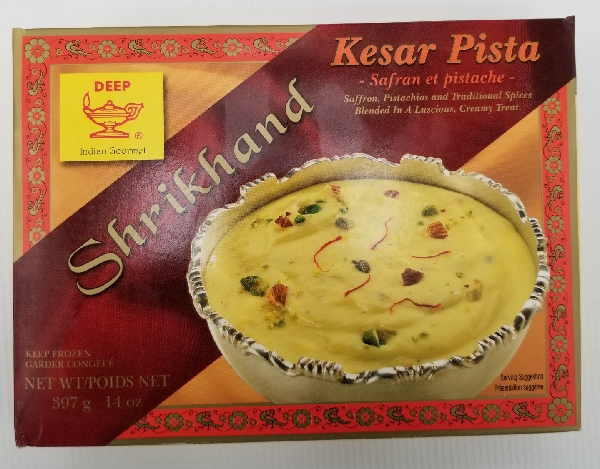 Kesar Pista
- Safran et pistache -
Saffron, Pistachios and Traditional Spices
Blended In A Luscious, Creamy Treat.
DEEP
®
Indian Gourmet
Shrikhand
KEEP FROZEN
GARDER CONGELÉ
NET WT/POIDS NET
397 g 14 oz
Serving Suggestion
Présentation suggérée